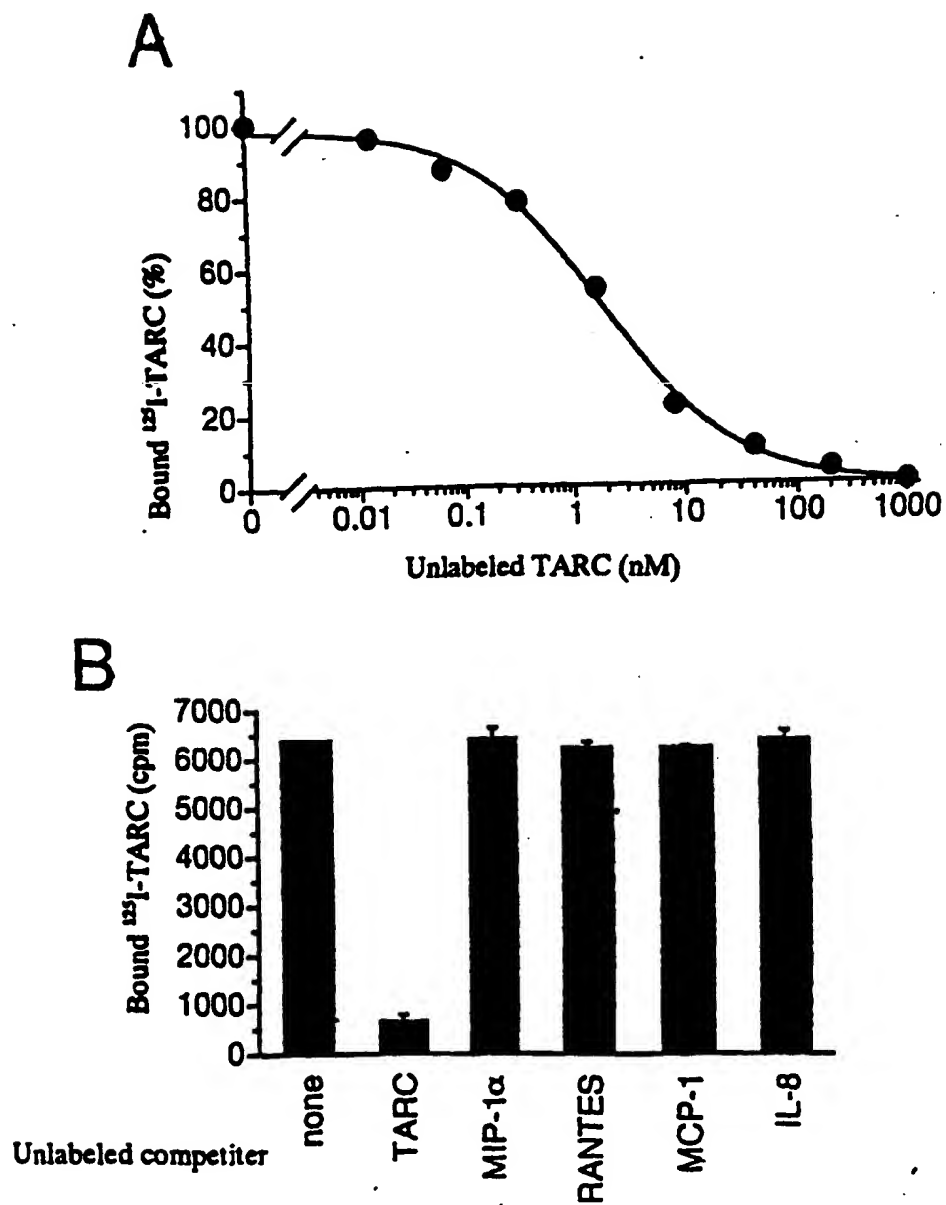 A
Bound ¹²⁵I-TARC (%)
100
80
60
40
20
0
0 0.01 0.1 1 10 100 1000
Unlabeled TARC (nM)
B
Bound ¹²⁵I-TARC (cpm)
7000
6000
5000
4000
3000
2000
1000
0
none
TARC
MIP-1α
RANTES
MCP-1
IL-8
Unlabeled competiter